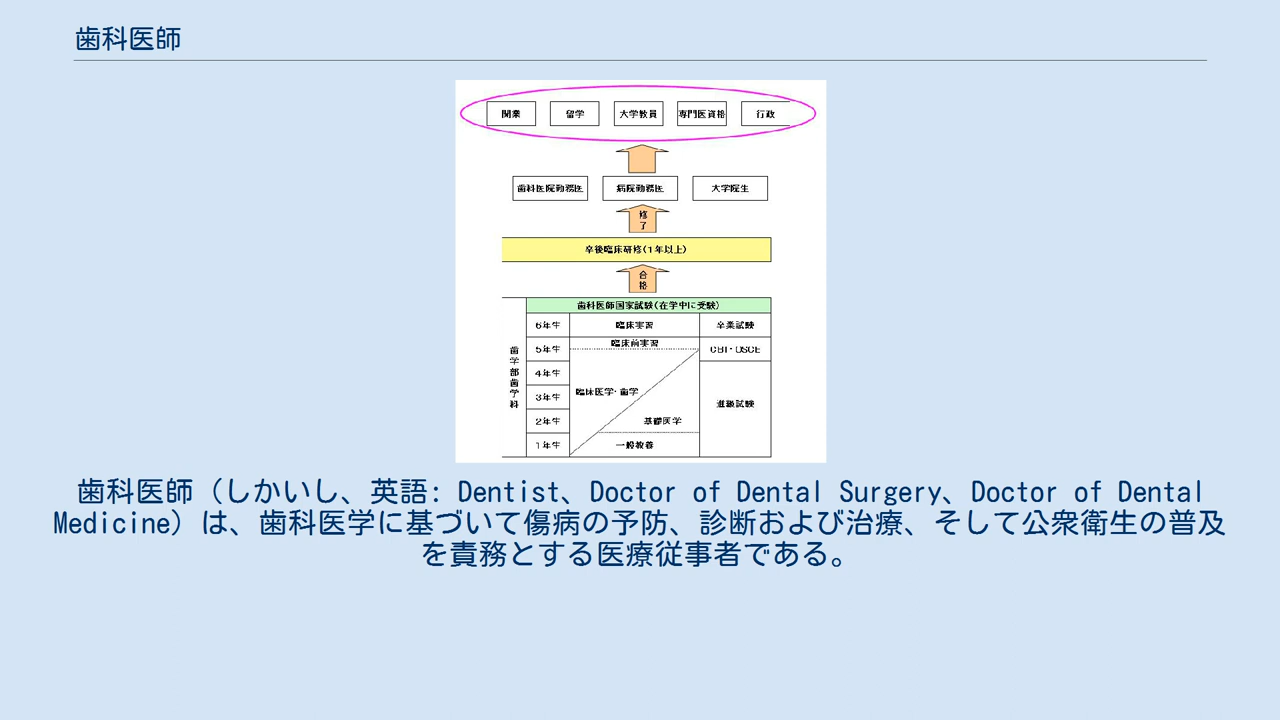 歯科医師
開業 留学 大学教員 専門医資格 行政
歯科医院勤務医 病院勤務医 大学院生
修了
卒後臨床研修(1年以上)
合格
歯科医師国家試験(在学中に受験)
歯学部歯学科
6年生 臨床実習 卒業試験
臨床前実習
5年生 CBT・OSCE
4年生
臨床医学・歯学
3年生 進級試験
2年生 基礎医学
1年生 一般教養
歯科医師（しかいし、英語: Dentist、Doctor of Dental Surgery、Doctor of Dental
Medicine）は、歯科医学に基づいて傷病の予防、診断および治療、そして公衆衛生の普及
を責務とする医療従事者である。